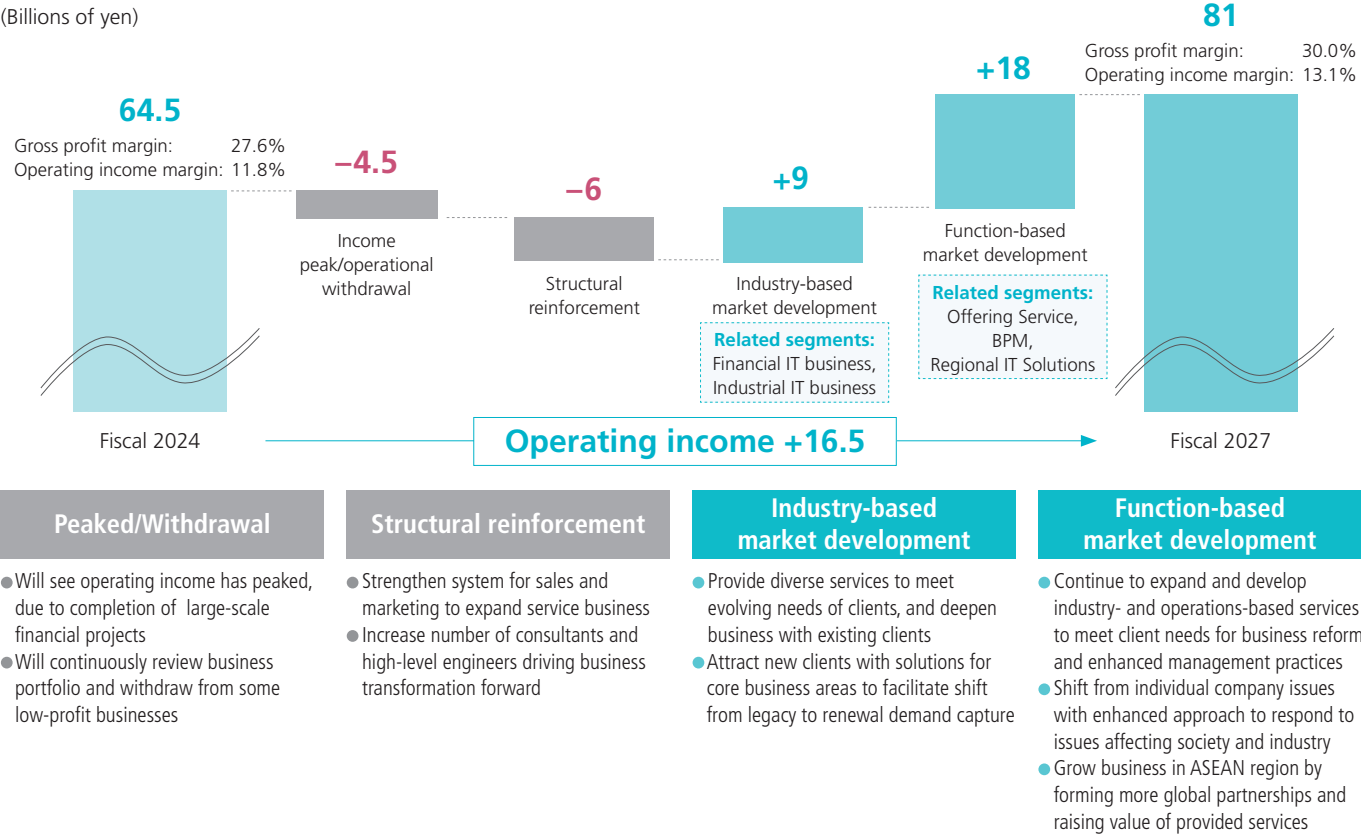 (Billions of yen)
64.5
Gross profit margin: 27.6%
Operating income margin: 11.8%
−4.5
Income
peak/operational
withdrawal
−6
Structural
reinforcement
+9
Industry-based
market development
Related segments:
Financial IT business,
Industrial IT business
+18
Function-based
market development
Related segments:
Offering Service,
BPM,
Regional IT Solutions
81
Gross profit margin: 30.0%
Operating income margin: 13.1%
Fiscal 2024
Operating income +16.5
Fiscal 2027
Peaked/Withdrawal
● Will see operating income has peaked,
due to completion of large-scale
financial projects
● Will continuously review business
portfolio and withdraw from some
low-profit businesses
Structural reinforcement
● Strengthen system for sales and
marketing to expand service business
● Increase number of consultants and
high-level engineers driving business
transformation forward
Industry-based
market development
● Provide diverse services to meet
evolving needs of clients, and deepen
business with existing clients
● Attract new clients with solutions for
core business areas to facilitate shift
from legacy to renewal demand capture
Function-based
market development
● Continue to expand and develop
industry- and operations-based services
to meet client needs for business reform
and enhanced management practices
● Shift from individual company issues
with enhanced approach to respond to
issues affecting society and industry
● Grow business in ASEAN region by
forming more global partnerships and
raising value of provided services